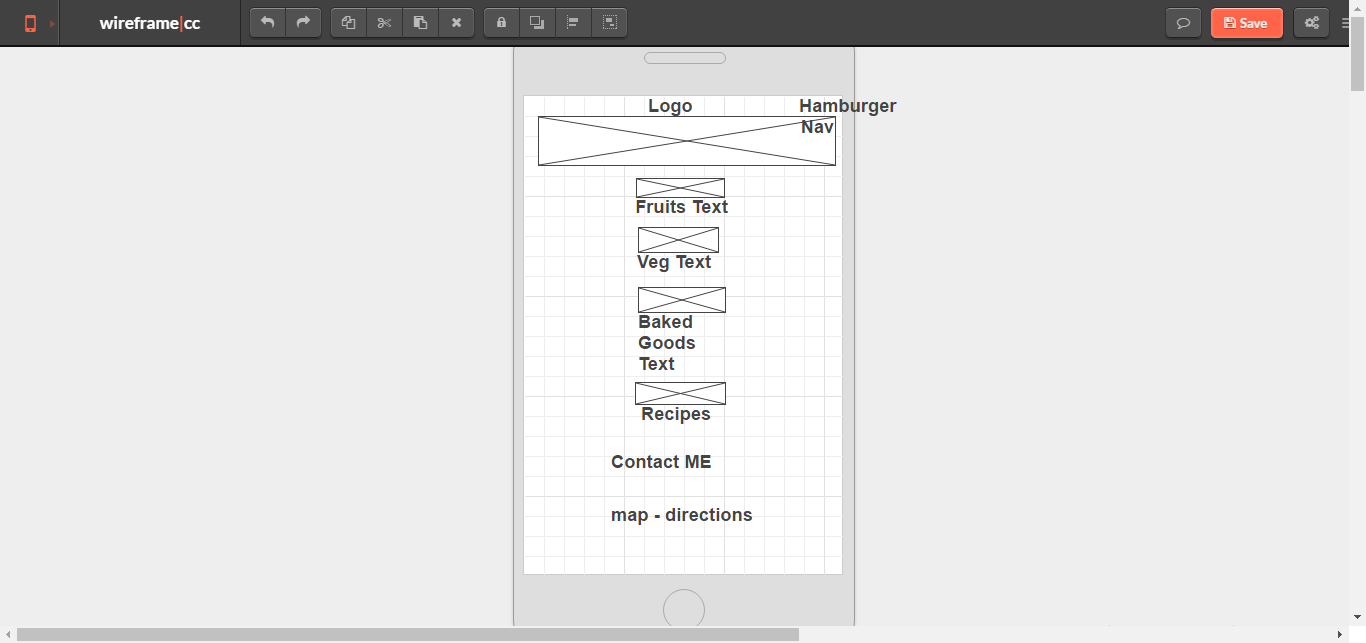 wireframe|cc
Save
Logo
Hamburger
Nav
Fruits Text
Veg Text
Baked
Goods
Text
Recipes
Contact ME
map - directions